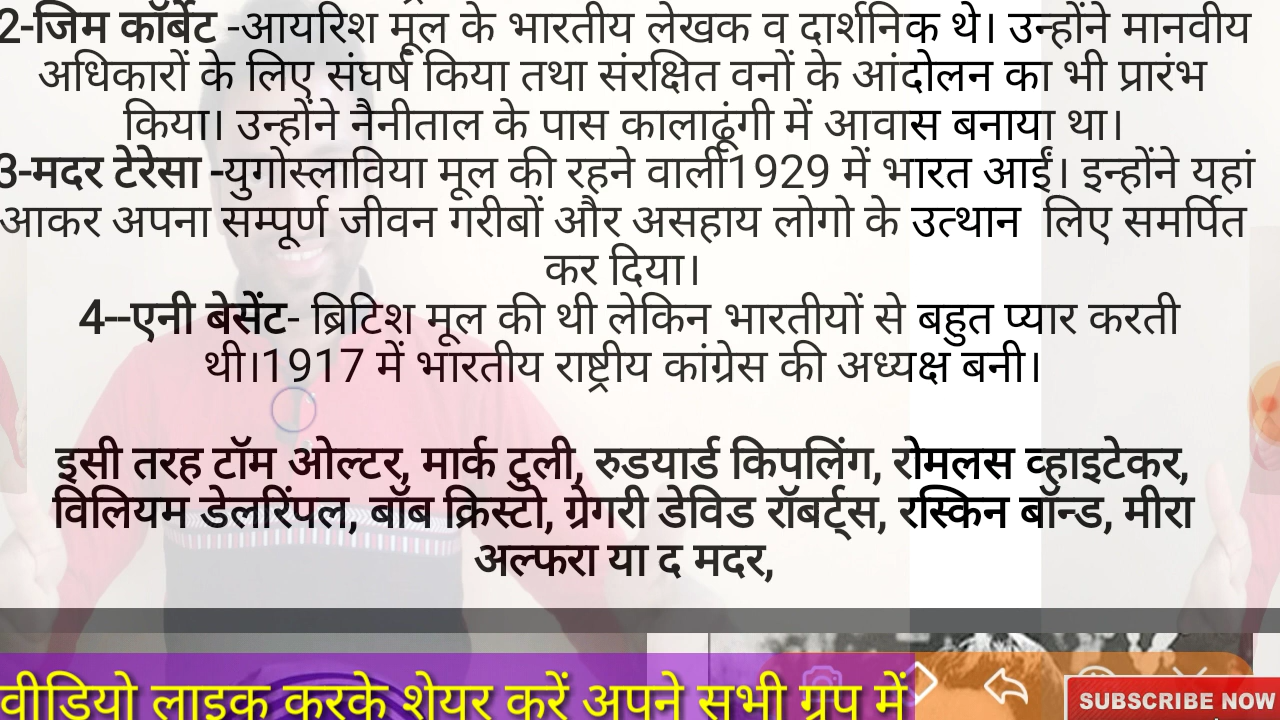 2-जिम कॉर्बेट -आयरिश मूल के भारतीय लेखक व दार्शनिक थे। उन्होंने मानवीय
अधिकारों के लिए संघर्ष किया तथा संरक्षित वनों के आंदोलन का भी प्रारंभ
किया। उन्होंने नैनीताल के पास कालाढूंगी में आवास बनाया था।
3-मदर टेरेसा -युगोस्लाविया मूल की रहने वाली1929 में भारत आईं। इन्होंने यहां
आकर अपना सम्पूर्ण जीवन गरीबों और असहाय लोगो के उत्थान लिए समर्पित
कर दिया।
4--एनी बेसेंट- ब्रिटिश मूल की थी लेकिन भारतीयों से बहुत प्यार करती
थी।1917 में भारतीय राष्ट्रीय कांग्रेस की अध्यक्ष बनी।
इसी तरह टॉम ओल्टर, मार्क टुली, रुडयार्ड किपलिंग, रोमलस व्हाइटेकर,
विलियम डेलरिंपल, बॉब क्रिस्टो, ग्रेगरी डेविड रॉबर्ट्स, रस्किन बॉन्ड, मीरा
अल्फरा या द मदर,
वीडियो लाइक करके शेयर करें अपने सभी ग्रुप में
SUBSCRIBE NOW